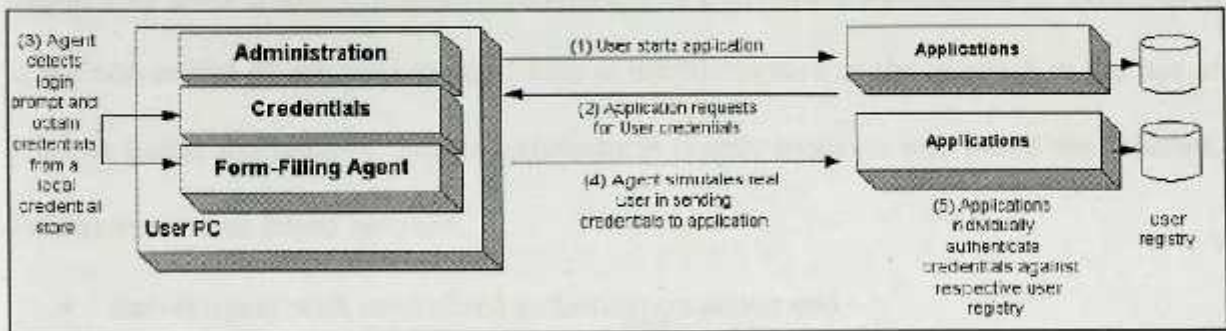 (3) Agent
detects
login
prompt and
obtain
credentials
from a
local
credential
store
Administration
Credentials
Form-Filling Agent
User PC
(1) User starts application
(2) Application requests
for User credentials
(4) Agent simulates real
User in sending
credentials to application
Applications
Applications
(5) Applications
individually
authenticate
credentials against
respective user
registry
user
registry